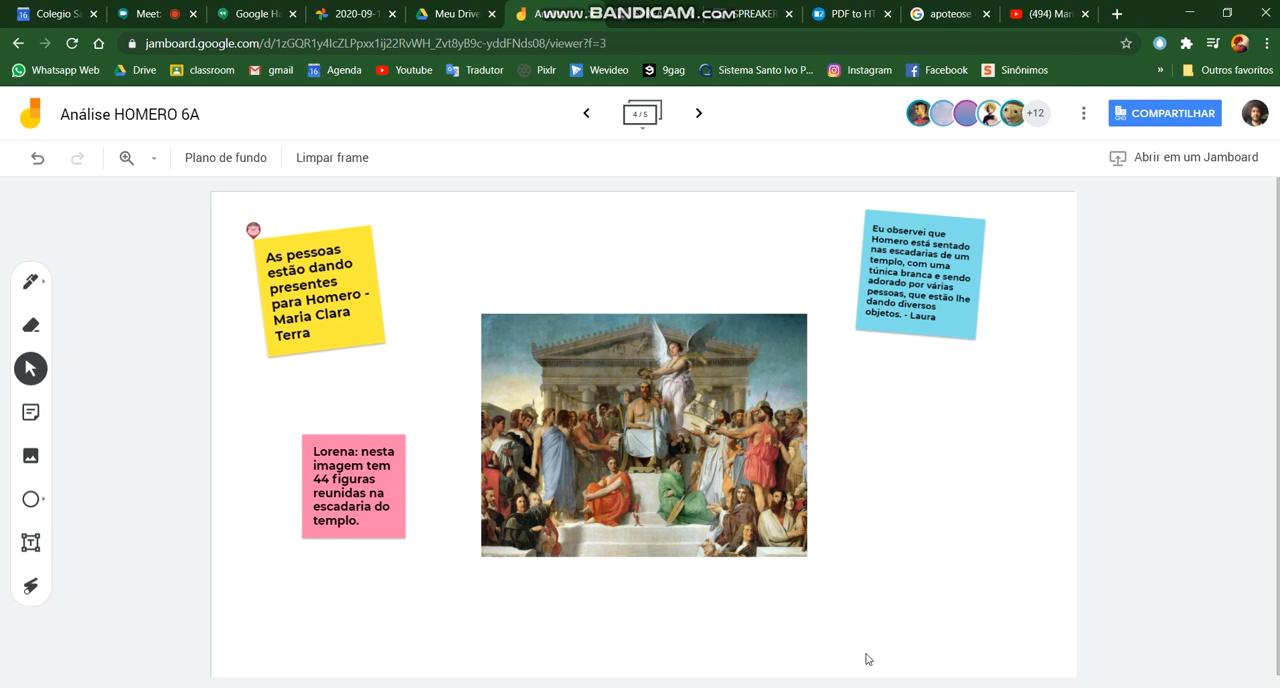 Colegio Sa
Meet:
Google Ha
2020-09-1
Meu Drive
www.BANDICAM.com
SPREAKER
PDF to HT
apoteose
(494) Mar
jamboard.google.com/d/1zGQR1y4IcZLPpxx1ij22RvWH_Zvt8yB9c-yddFNds08/viewer?f=3
Whatsapp Web
Drive
classroom
gmail
Agenda
Youtube
Tradutor
Pixlr
Wevideo
9gag
Sistema Santo Ivo P...
Instagram
Facebook
Sinônimos
»
Outros favoritos
Análise HOMERO 6A
4 / 5
+12
COMPARTILHAR
Plano de fundo
Limpar frame
Abrir em um Jamboard
As pessoas
estão dando
presentes
para Homero -
Maria Clara
Terra
Eu observei que
Homero está sentado
nas escadarias de um
templo, com uma
túnica branca e sendo
adorado por várias
pessoas, que estão lhe
dando diversos
objetos. - Laura
Lorena: nesta
imagem tem
44 figuras
reunidas na
escadaria do
templo.